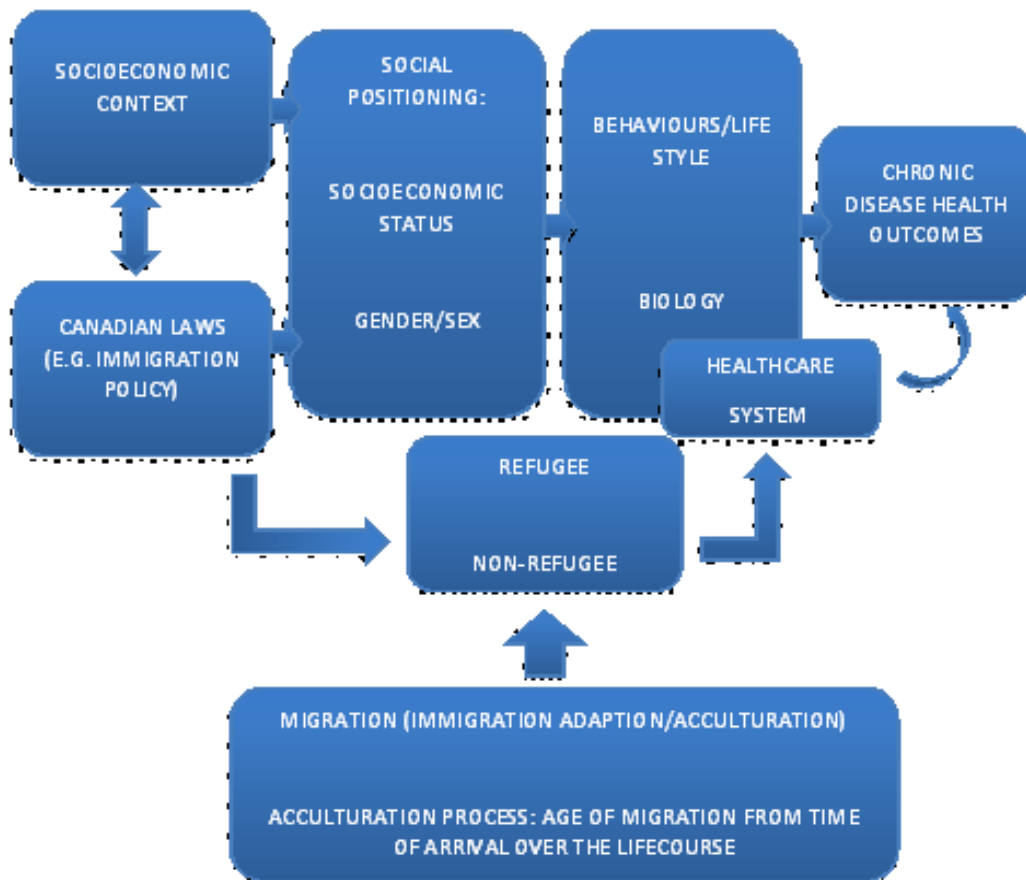 SOCIOECONOMIC
CONTEXT
SOCIAL
POSITIONING:
SOCIOECONOMIC
STATUS
GENDER/SEX
BEHAVIOURS/LIFE
STYLE
BIOLOGY
CHRONIC
DISEASE HEALTH
OUTCOMES
CANADIAN LAWS
(E.G. IMMIGRATION
POLICY)
HEALTHCARE
SYSTEM
REFUGEE
NON-REFUGEE
MIGRATION (IMMIGRATION ADAPTION/ACCULTURATION)
ACCULTURATION PROCESS: AGE OF MIGRATION FROM TIME
OF ARRIVAL OVER THE LIFECOURSE